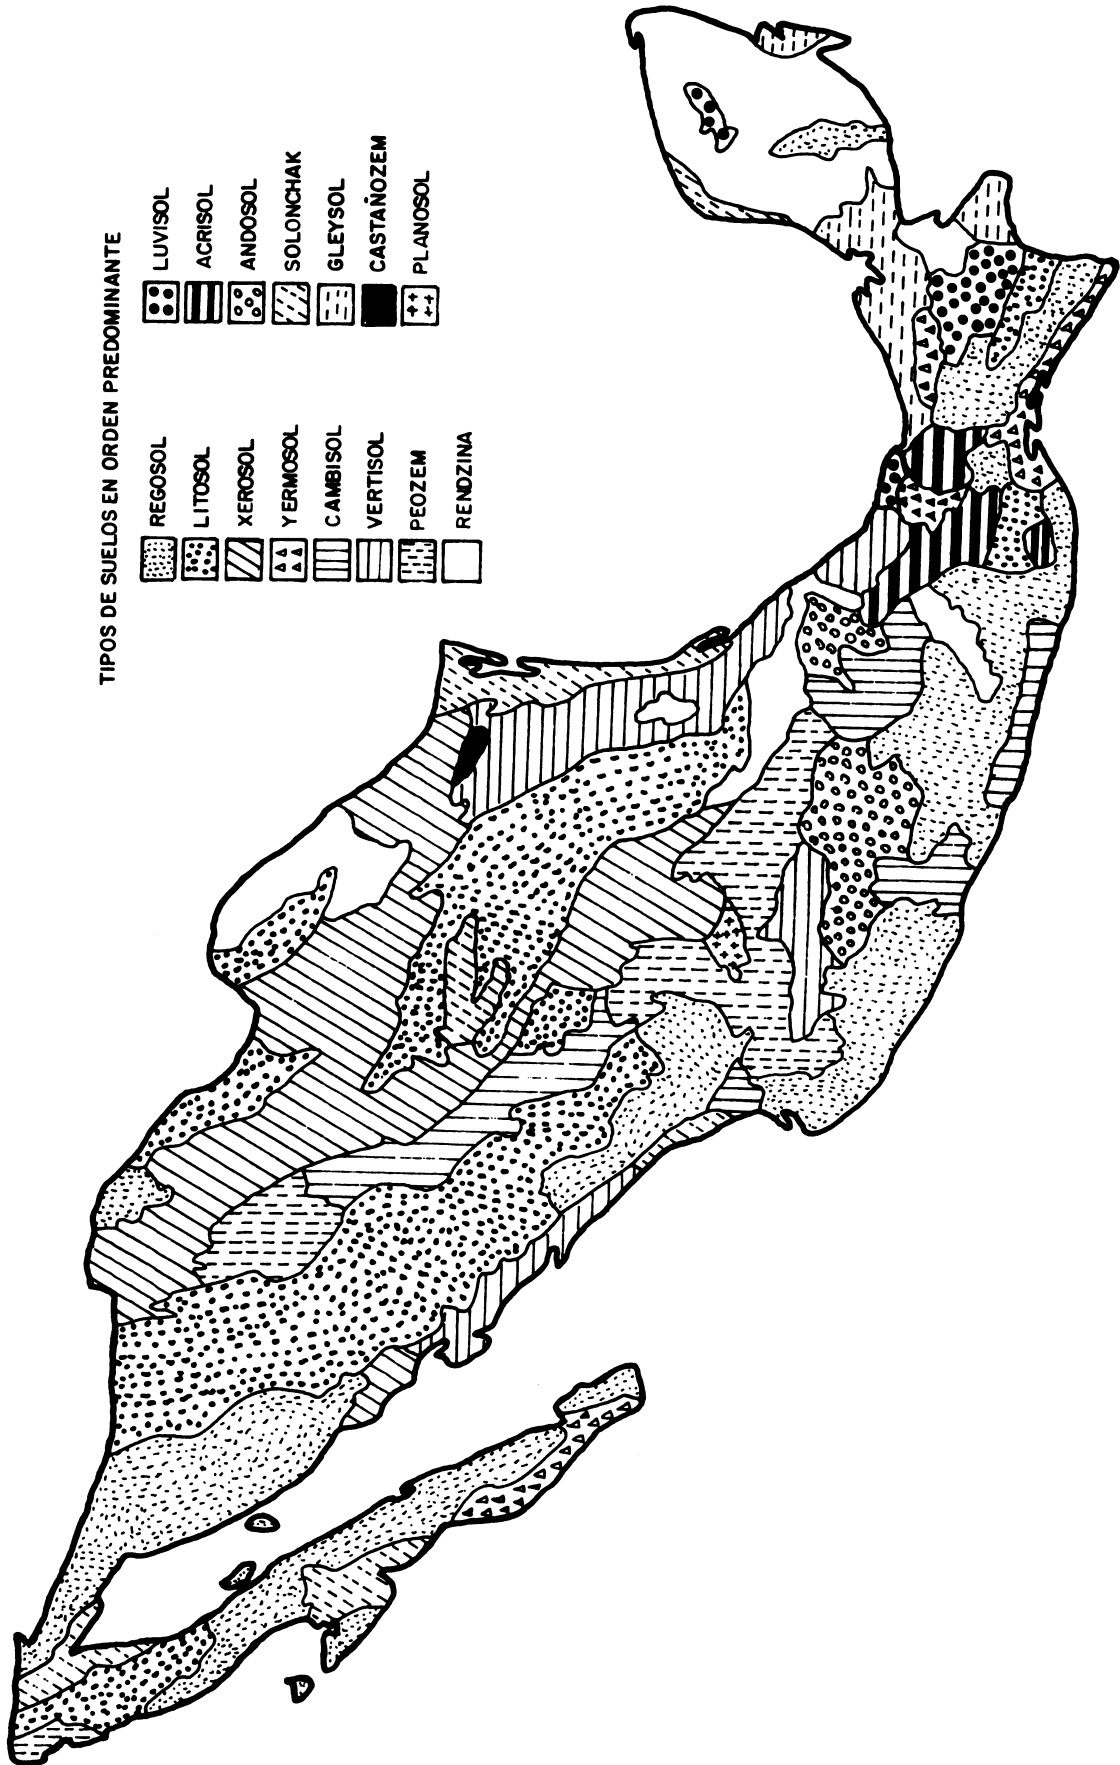 TIPOS DE SUELOS EN ORDEN PREDOMINANTE
REGOSOL
LITOSOL
XEROSOL
YERMOSOL
CAMBISOL
VERTISOL
PEOZEM
RENDZINA
LUVISOL
ACRISOL
ANDOSOL
SOLONCHAK
GLEYSOL
CASTAÑOZEM
PLANOSOL